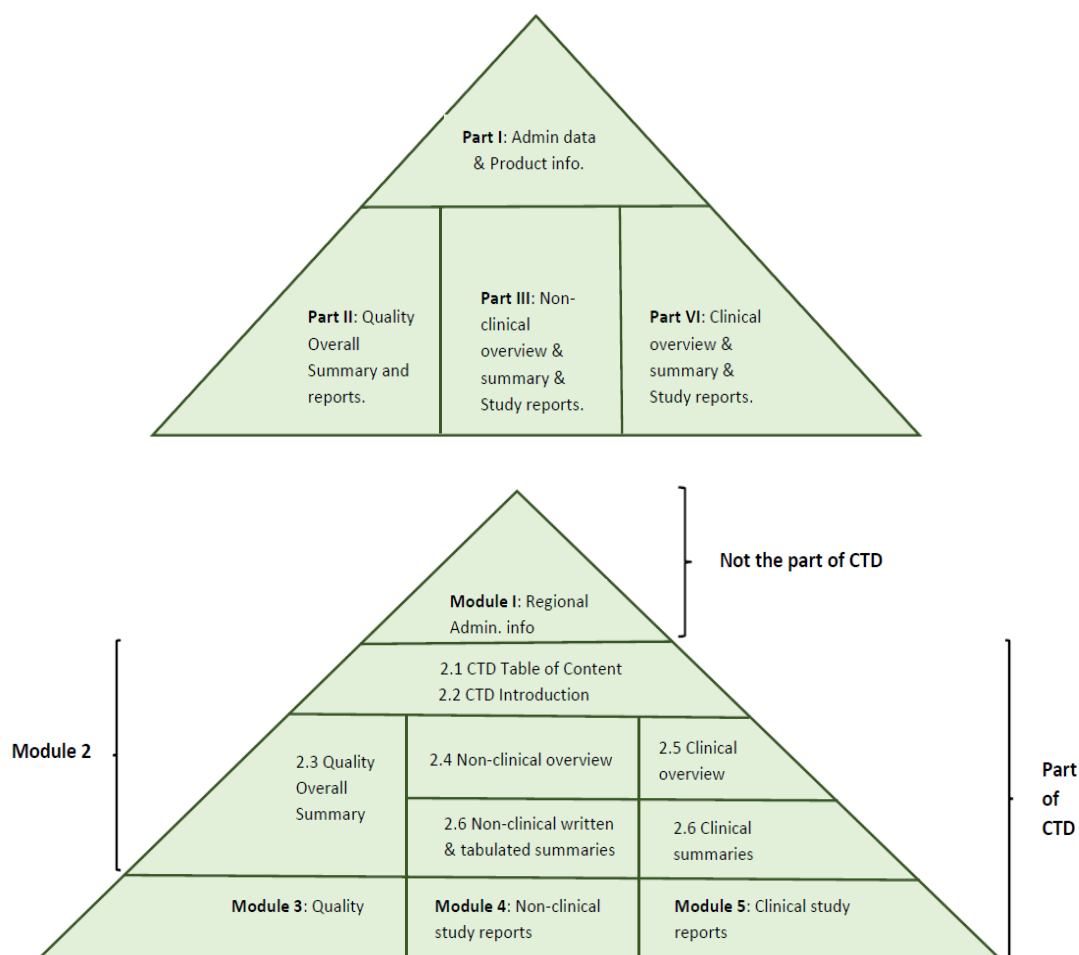 Part I: Admin data
& Product info.
Part II: Quality
Overall
Summary and
reports.
Part III: Non-
clinical
overview &
summary &
Study reports.
Part VI: Clinical
overview &
summary &
Study reports.
Not the part of CTD
Module I: Regional
Admin. info
2.1 CTD Table of Content
2.2 CTD Introduction
Module 2
2.3 Quality
Overall
Summary
2.4 Non-clinical overview
2.5 Clinical
overview
2.6 Non-clinical written
& tabulated summaries
2.6 Clinical
summaries
Part
of
CTD
Module 3: Quality
Module 4: Non-clinical
study reports
Module 5: Clinical study
reports